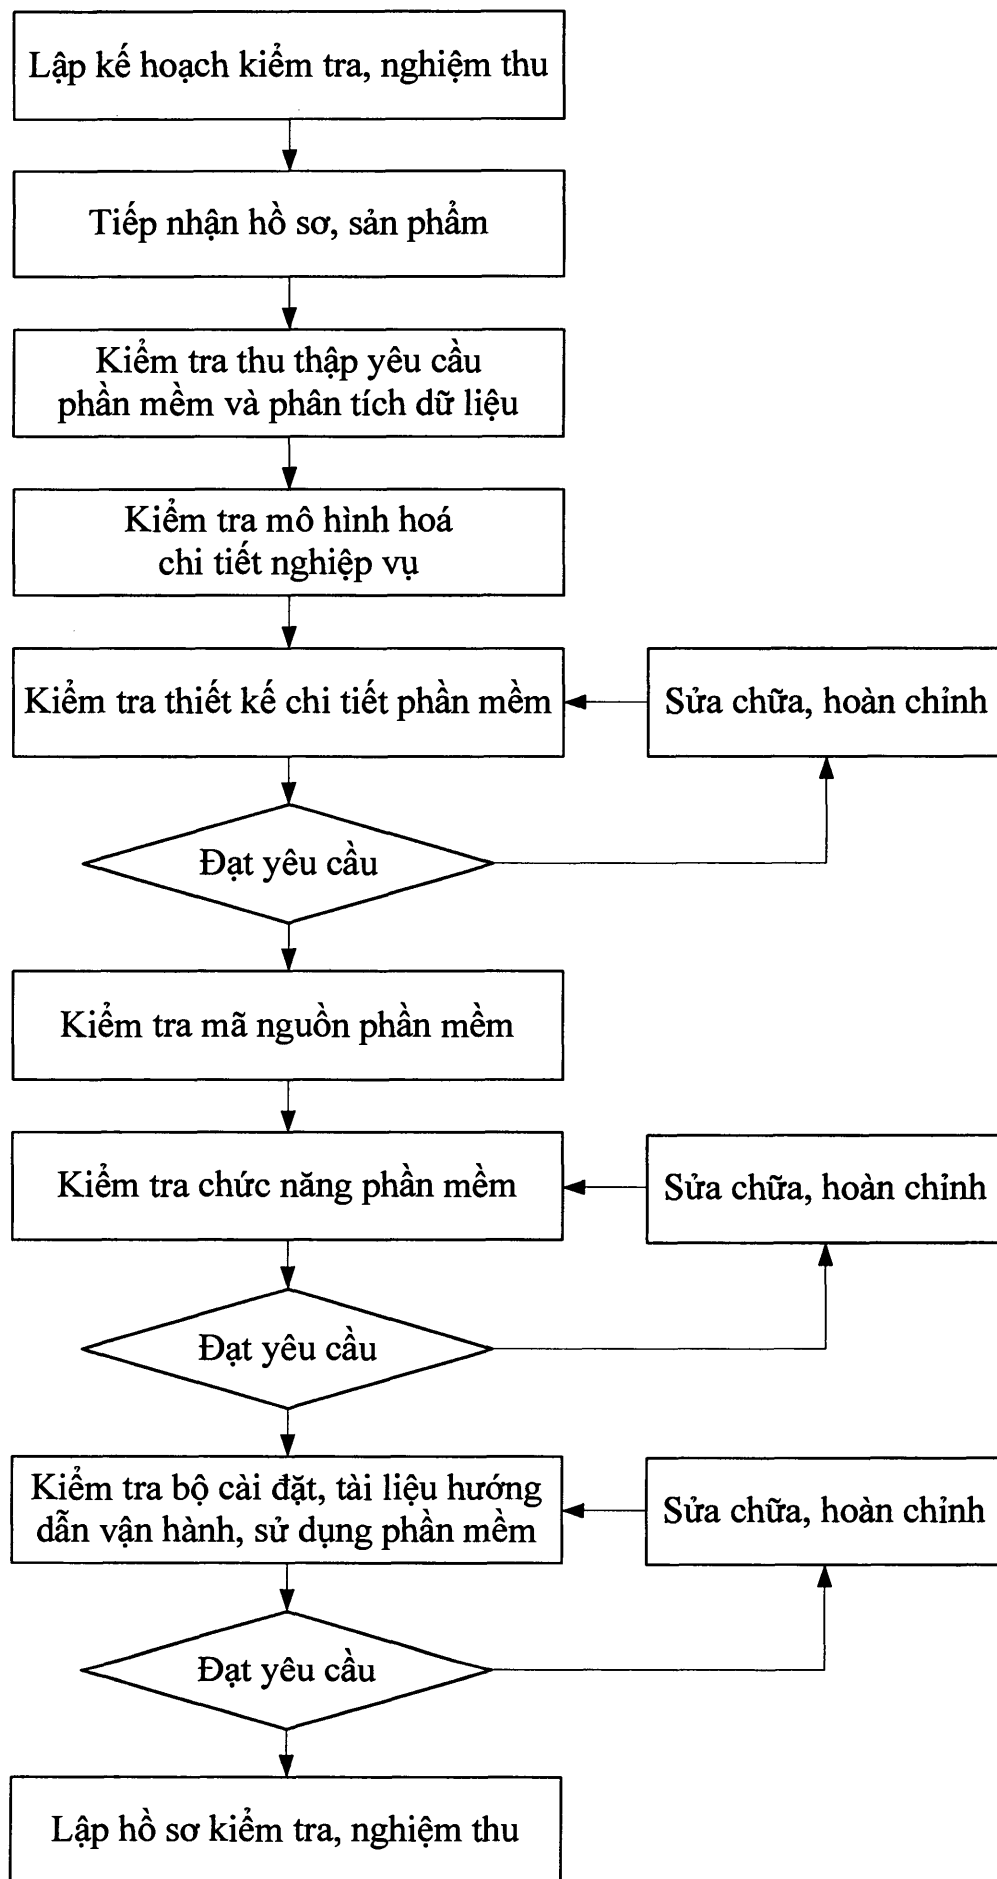 Lập kế hoạch kiểm tra, nghiệm thu
Tiếp nhận hồ sơ, sản phẩm
Kiểm tra thu thập yêu cầu
phần mềm và phân tích dữ liệu
Kiểm tra mô hình hoá
chi tiết nghiệp vụ
Kiểm tra thiết kế chi tiết phần mềm
Sửa chữa, hoàn chỉnh
Đạt yêu cầu
Kiểm tra mã nguồn phần mềm
Kiểm tra chức năng phần mềm
Sửa chữa, hoàn chỉnh
Đạt yêu cầu
Kiểm tra bộ cài đặt, tài liệu hướng
dẫn vận hành, sử dụng phần mềm
Sửa chữa, hoàn chỉnh
Đạt yêu cầu
Lập hồ sơ kiểm tra, nghiệm thu